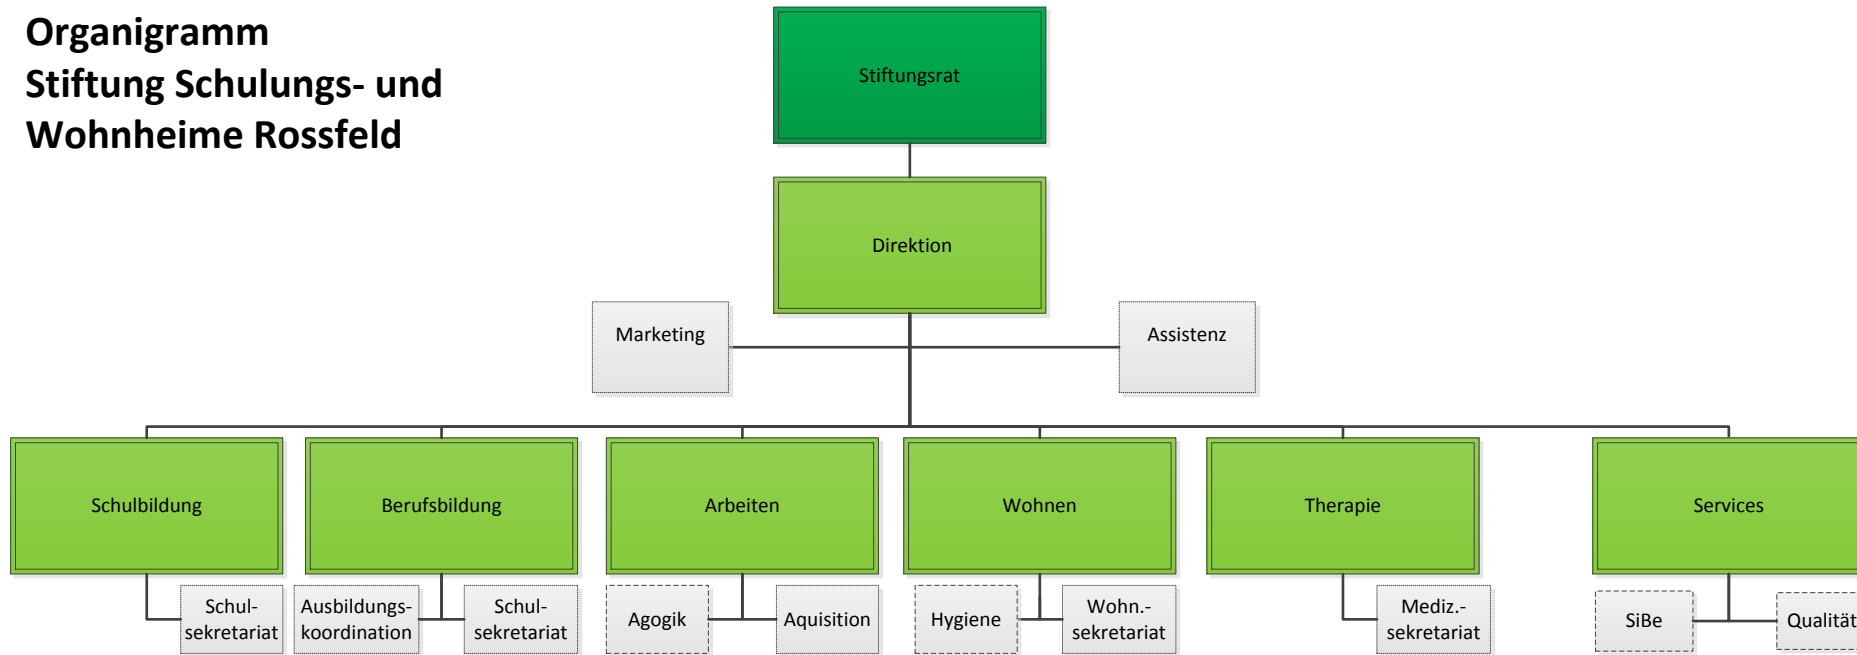 Organigramm
Stiftung Schulungs- und
Wohnheime Rossfeld
Stiftungsrat
Direktion
Marketing
Assistenz
Schulbildung
Berufsbildung
Arbeiten
Wohnen
Therapie
Services
Schul-
sekretariat
Ausbildungs-
koordination
Schul-
sekretariat
Agogik
Aquisition
Hygiene
Wohn.-
sekretariat
Mediz.-
sekretariat
SiBe
Qualität